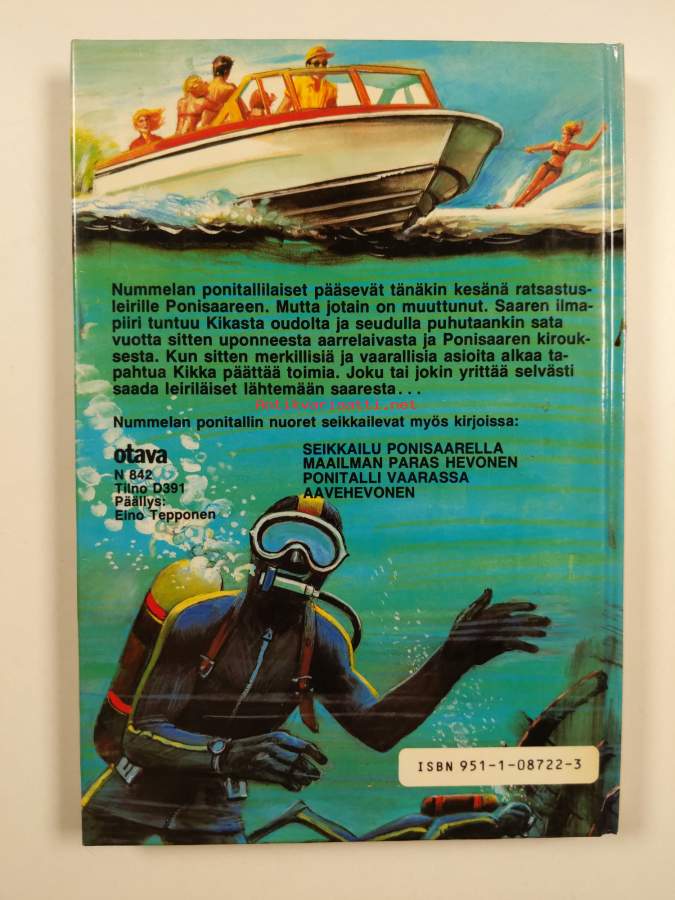 Nummelan ponitallilaiset pääsevät tänäkin kesänä ratsastus-
leirille Ponisaareen. Mutta jotain on muuttunut. Saaren ilma-
piiri tuntuu Kikasta oudolta ja seudulla puhutaankin sata
vuotta sitten uponneesta aarrelaivasta ja Ponisaaren kirouk-
sesta. Kun sitten merkillisiä ja vaarallisia asioita alkaa ta-
pahtua Kikka päättää toimia. Joku tai jokin yrittää selvästi
saada leiriläiset lähtemään saaresta...
Antikvariaatti.net
Nummelan ponitallin nuoret seikkailevat myös kirjoissa:
otava
N 842
Tilno D391
Päällys:
Eino Tepponen
SEIKKAILU PONISAARELLA
MAAILMAN PARAS HEVONEN
PONITALLI VAARASSA
AAVEHEVONEN
ISBN 951-1-08722-3